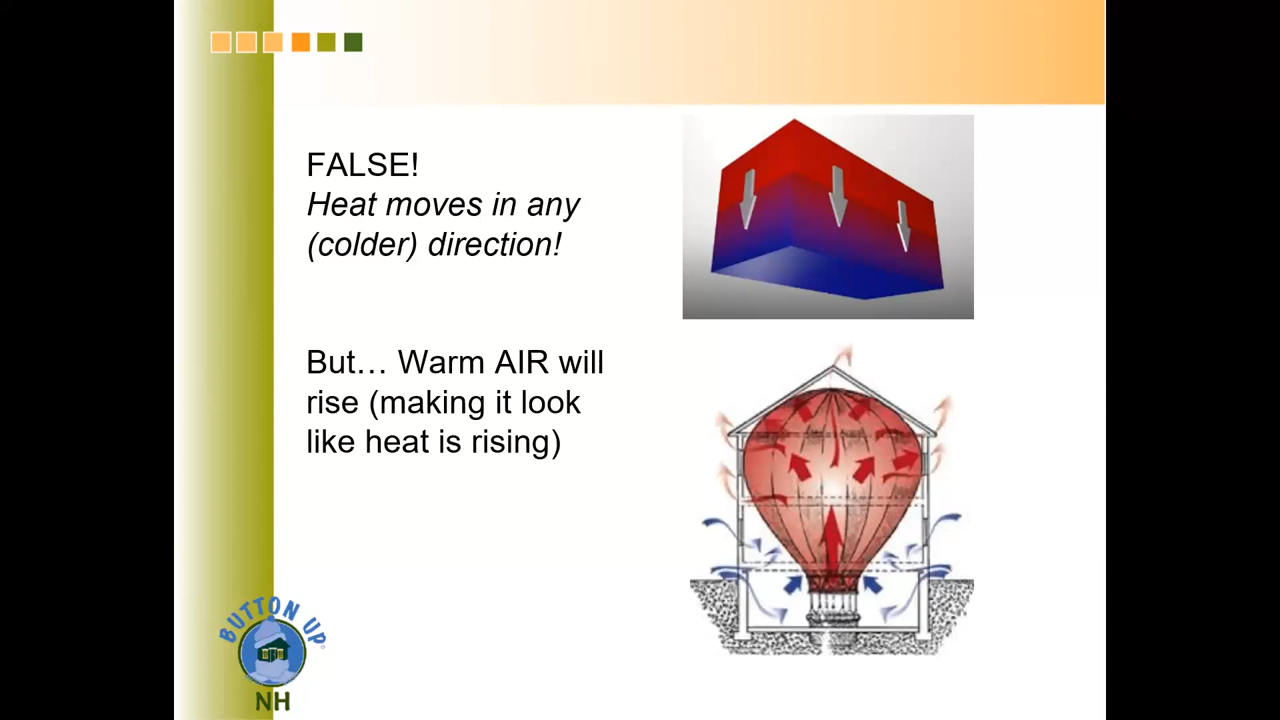 FALSE!
Heat moves in any
(colder) direction!
But… Warm AIR will
rise (making it look
like heat is rising)
BUTTON UP
NH